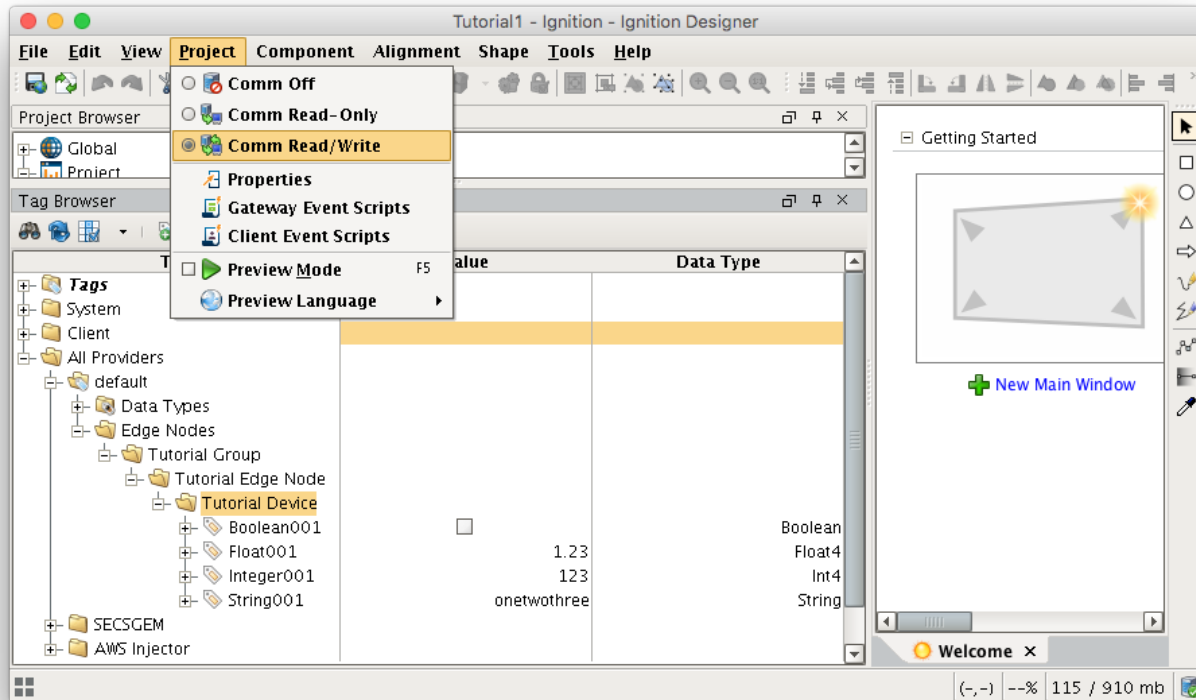 Tutorial1 - Ignition - Ignition Designer
File Edit View Project Component Alignment Shape Tools Help
Comm Off
Comm Read-Only
Comm Read/Write
Properties
Gateway Event Scripts
Client Event Scripts
Preview Mode F5
Preview Language
Project Browser
Global
Project
Tag Browser
Data Type
Tags
System
Client
All Providers
default
Data Types
Edge Nodes
Tutorial Group
Tutorial Edge Node
Tutorial Device
Boolean001 Boolean
Float001 1.23 Float4
Integer001 123 Int4
String001 onetwothree String
SECSGEM
AWS Injector
Getting Started
New Main Window
Welcome
(-,-) --% 115 / 910 mb